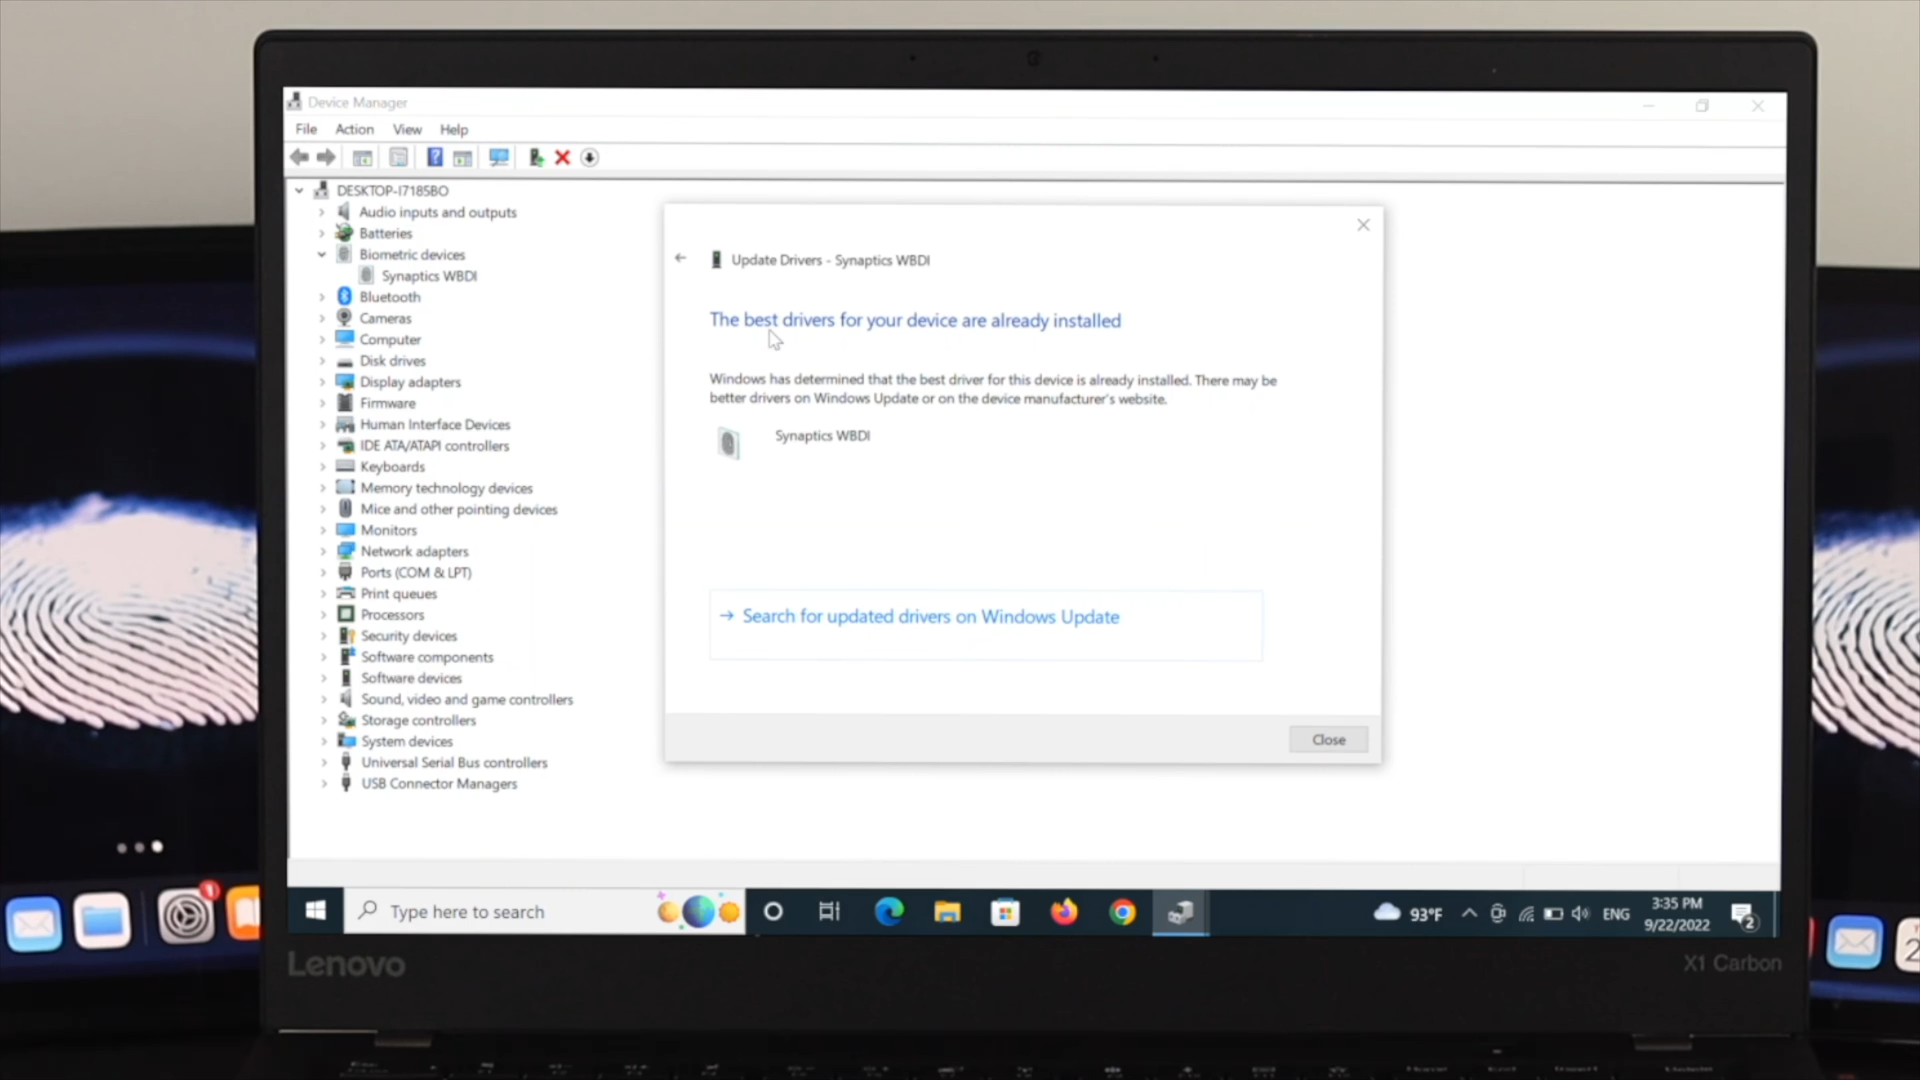 Device Manager
File Action View Help
DESKTOP-I7185BO
Audio inputs and outputs
Batteries
Biometric devices
Synaptics WBDI
Bluetooth
Cameras
Computer
Disk drives
Display adapters
Firmware
Human Interface Devices
IDE ATA/ATAPI controllers
Keyboards
Memory technology devices
Mice and other pointing devices
Monitors
Network adapters
Ports (COM & LPT)
Print queues
Processors
Security devices
Software components
Software devices
Sound, video and game controllers
Storage controllers
System devices
Universal Serial Bus controllers
USB Connector Managers
Update Drivers - Synaptics WBDI
The best drivers for your device are already installed
Windows has determined that the best driver for this device is already installed. There may be
better drivers on Windows Update or on the device manufacturer's website.
Synaptics WBDI
Search for updated drivers on Windows Update
Close
Type here to search
93°F
ENG
3:35 PM
9/22/2022
2
Lenovo
X1 Carbon
1